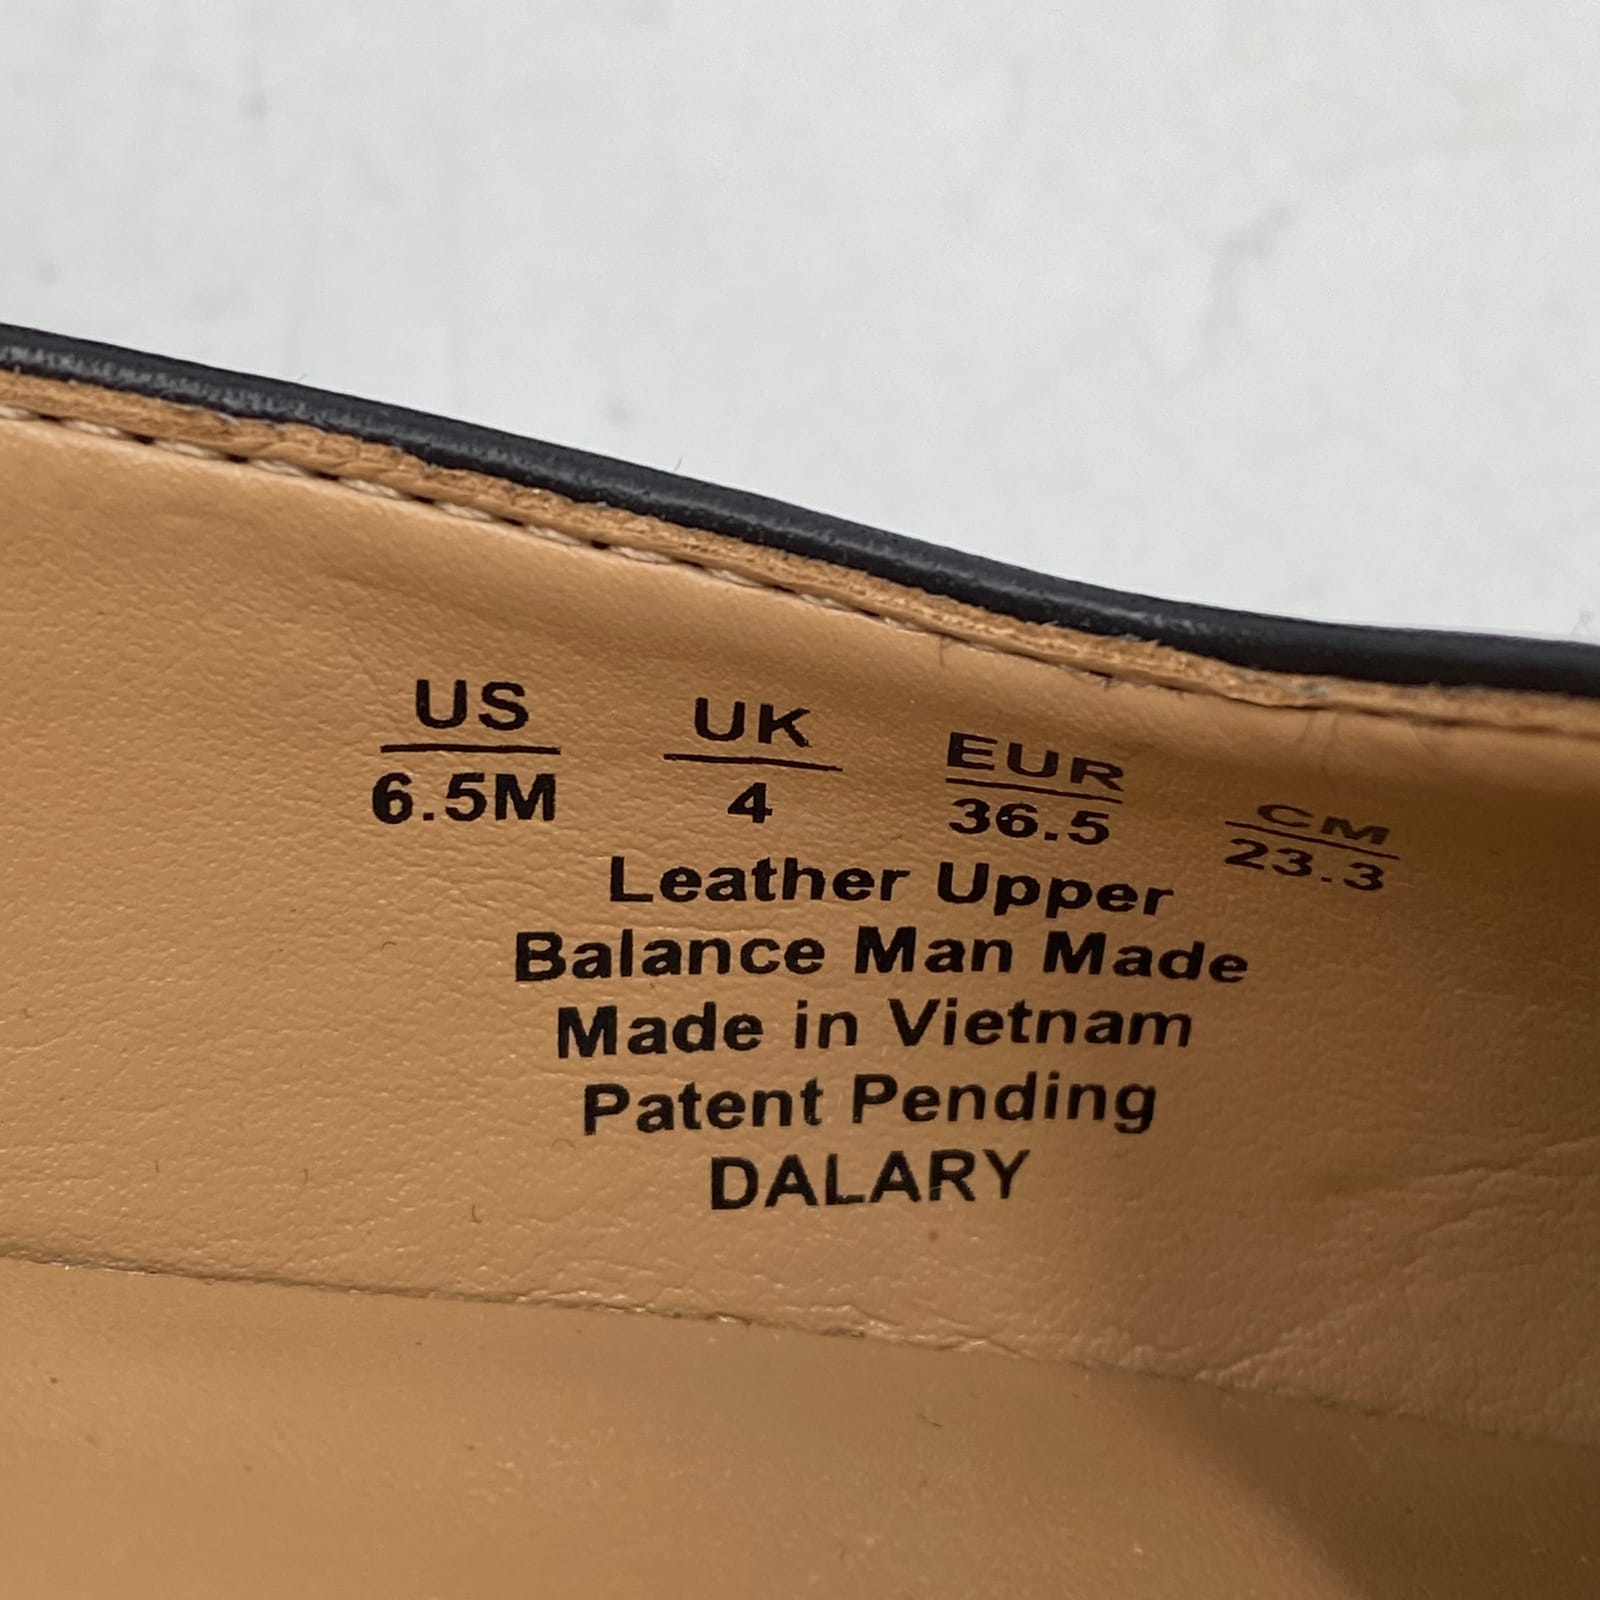 US UK EUR CM
6.5M 4 36.5 23.3
Leather Upper
Balance Man Made
Made in Vietnam
Patent Pending
DALARY